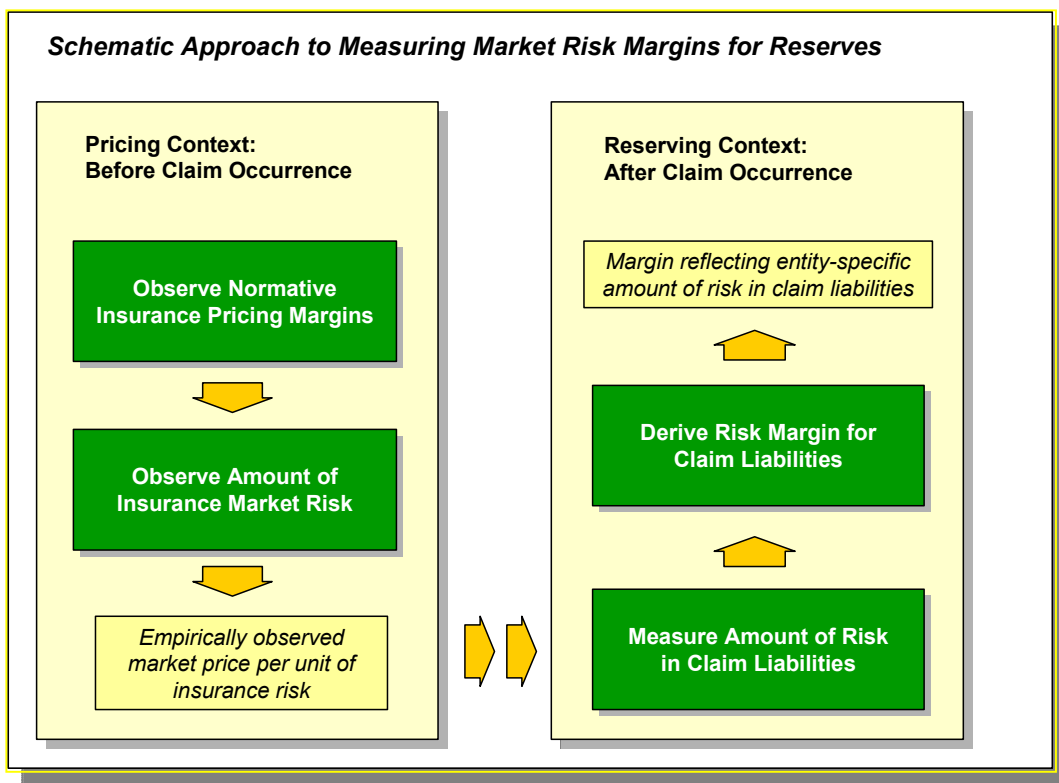 Schematic Approach to Measuring Market Risk Margins for Reserves
Pricing Context:
Before Claim Occurrence
Observe Normative
Insurance Pricing Margins
Observe Amount of
Insurance Market Risk
Empirically observed
market price per unit of
insurance risk
Reserving Context:
After Claim Occurrence
Margin reflecting entity-specific
amount of risk in claim liabilities
Derive Risk Margin for
Claim Liabilities
Measure Amount of Risk
in Claim Liabilities